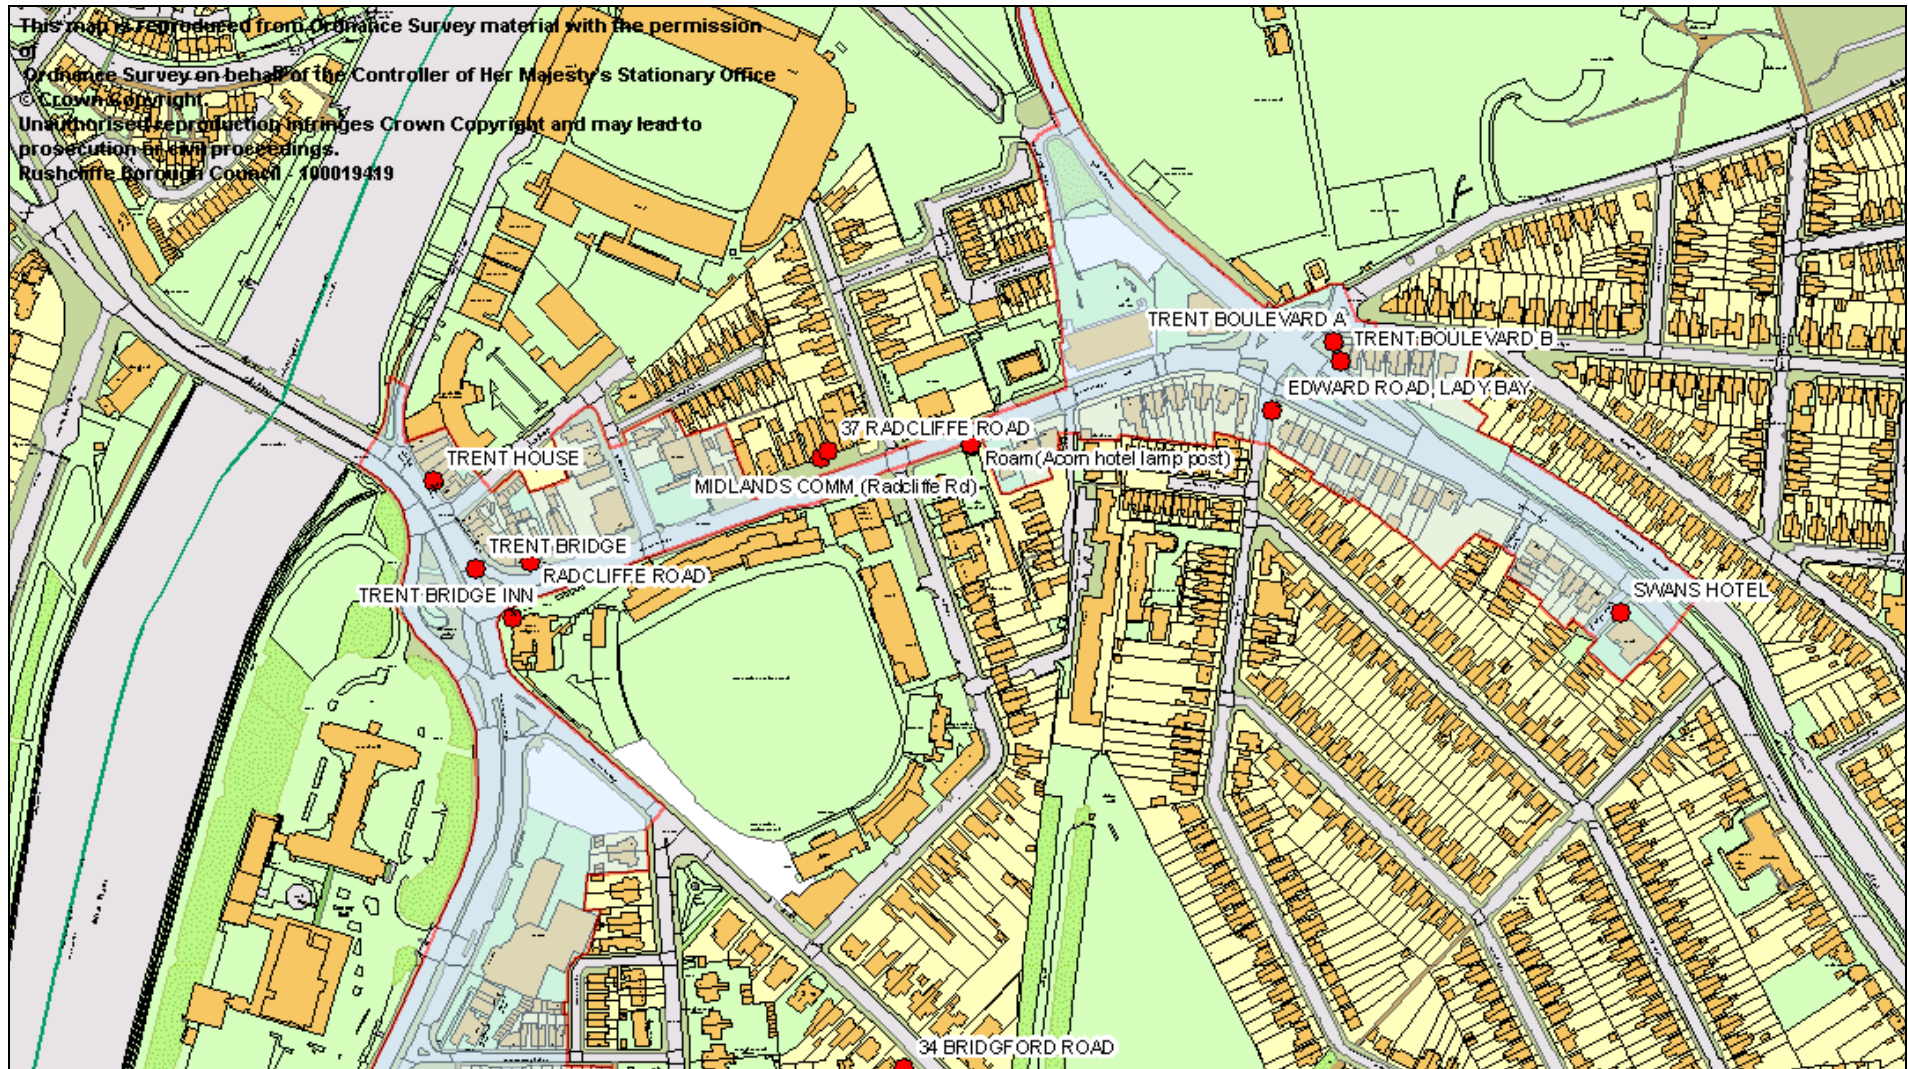 This map is reproduced from Ordnance Survey material with the permission
of
Ordnance Survey on behalf of the Controller of Her Majesty's Stationary Office
© Crown Copyright.
Unauthorised reproduction infringes Crown Copyright and may lead to
prosecution or civil proceedings.
Rushcliffe Borough Council - 100019419
TRENT BOULEVARD A
TRENT BOULEVARD B
EDWARD ROAD, LADY BAY
37 RADCLIFFE ROAD
TRENT HOUSE
Roam(Acorn hotel lamp post)
MIDLANDS COMM (Radcliffe Rd)
TRENT BRIDGE
RADCLIFFE ROAD
TRENT BRIDGE INN
SWANS HOTEL
34 BRIDGFORD ROAD